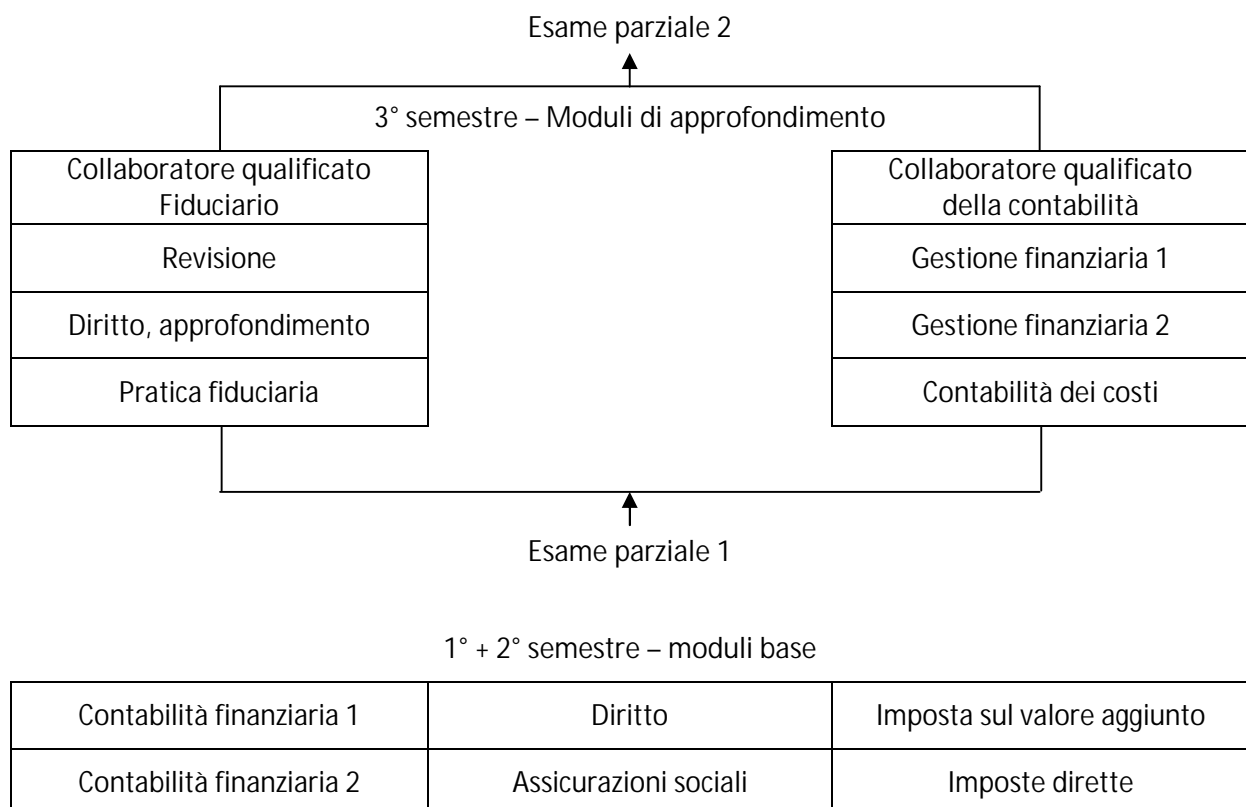 Esame parziale 2
3° semestre – Moduli di approfondimento
Collaboratore qualificato
Fiduciario
Revisione
Diritto, approfondimento
Pratica fiduciaria
Collaboratore qualificato
della contabilità
Gestione finanziaria 1
Gestione finanziaria 2
Contabilità dei costi
Esame parziale 1
1° + 2° semestre – moduli base
Contabilità finanziaria 1
Diritto
Imposta sul valore aggiunto
Contabilità finanziaria 2
Assicurazioni sociali
Imposte dirette